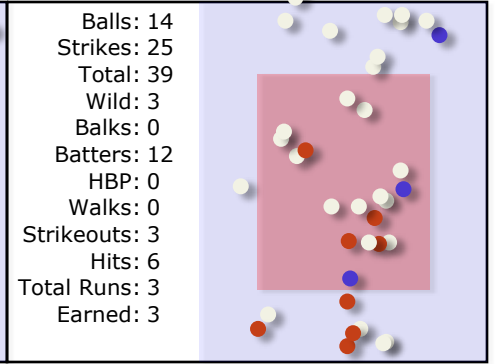 Balls: 14
Strikes: 25
Total: 39
Wild: 3
Balks: 0
Batters: 12
HBP: 0
Walks: 0
Strikeouts: 3
Hits: 6
Total Runs: 3
Earned: 3